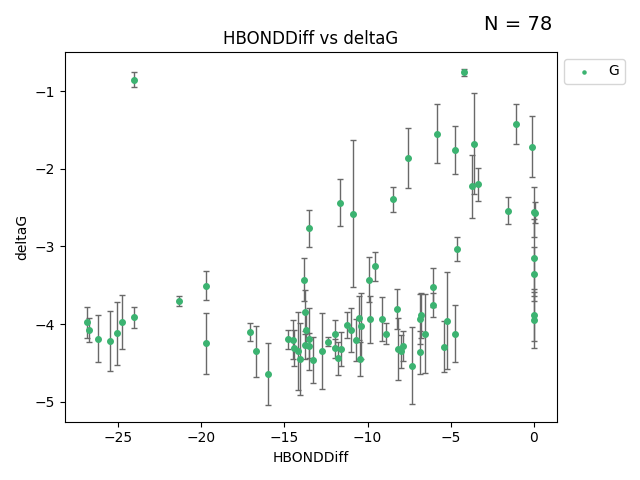 N = 78
HBONDDiff vs deltaG
G
deltaG
−1
−2
−3
−4
−5
−25
−20
−15
−10
−5
0
HBONDDiff